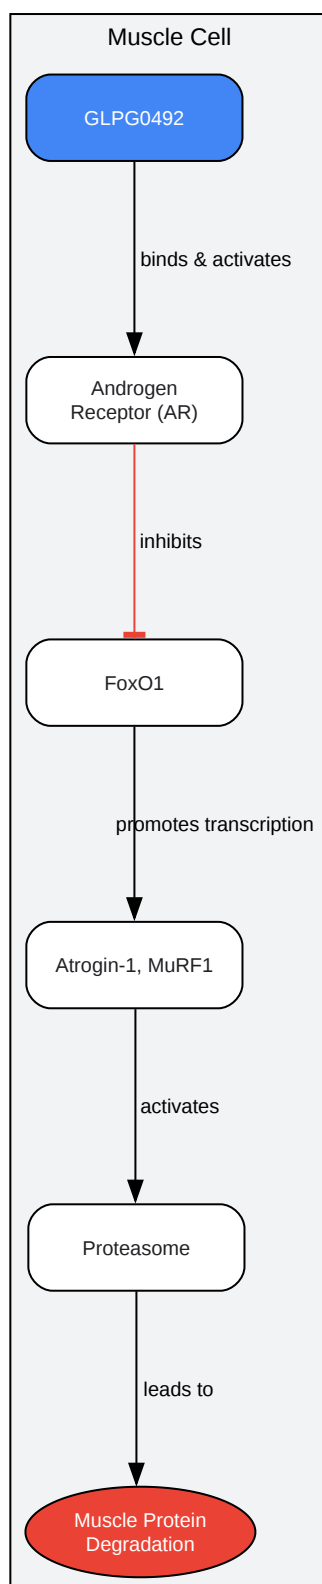 Muscle Cell
GLPG0492
binds & activates
Androgen
Receptor (AR)
inhibits
FoxO1
promotes transcription
Atrogin-1, MuRF1
activates
Proteasome
leads to
Muscle Protein
Degradation